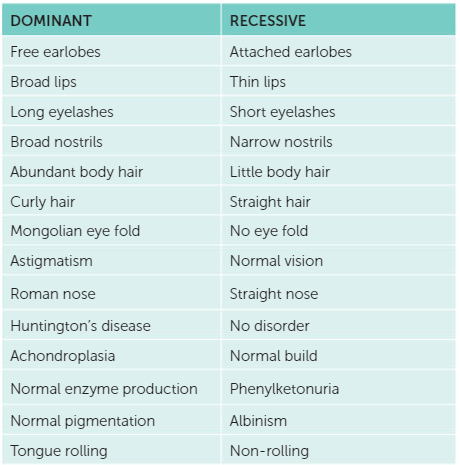 DOMINANT RECESSIVE
Free earlobes Attached earlobes
Broad lips Thin lips
Long eyelashes Short eyelashes
Broad nostrils Narrow nostrils
Abundant body hair Little body hair
Curly hair Straight hair
Mongolian eye fold No eye fold
Astigmatism Normal vision
Roman nose Straight nose
Huntington's disease No disorder
Achondroplasia Normal build
Normal enzyme production Phenylketonuria
Normal pigmentation Albinism
Tongue rolling Non-rolling